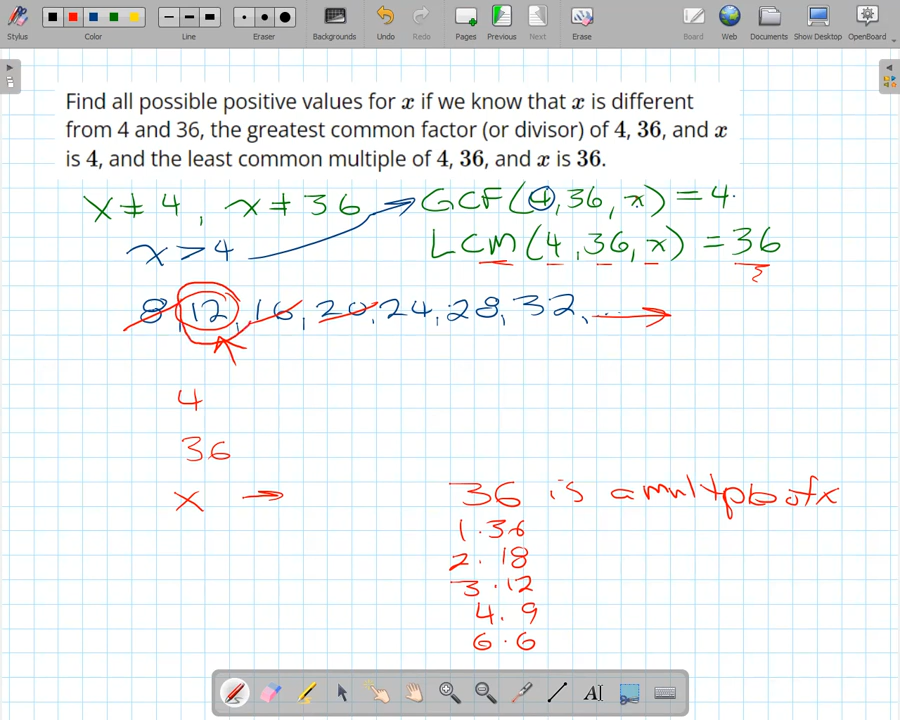 Stylus Color Line Eraser Backgrounds Undo Redo Pages Previous Next Erase Board Web Documents Show Desktop OpenBoard
Find all possible positive values for x if we know that x is different
from 4 and 36, the greatest common factor (or divisor) of 4, 36, and x
is 4, and the least common multiple of 4, 36, and x is 36.
x ≠ 4, x ≠ 36 GCF(4,36,x) = 4
x > 4 LCM(4,36,x) = 36
8, 12, 16, 20, 24, 28, 32, ...
4
36
x → 36 is a multple of x
1·36
2·18
3·12
4·9
6·6